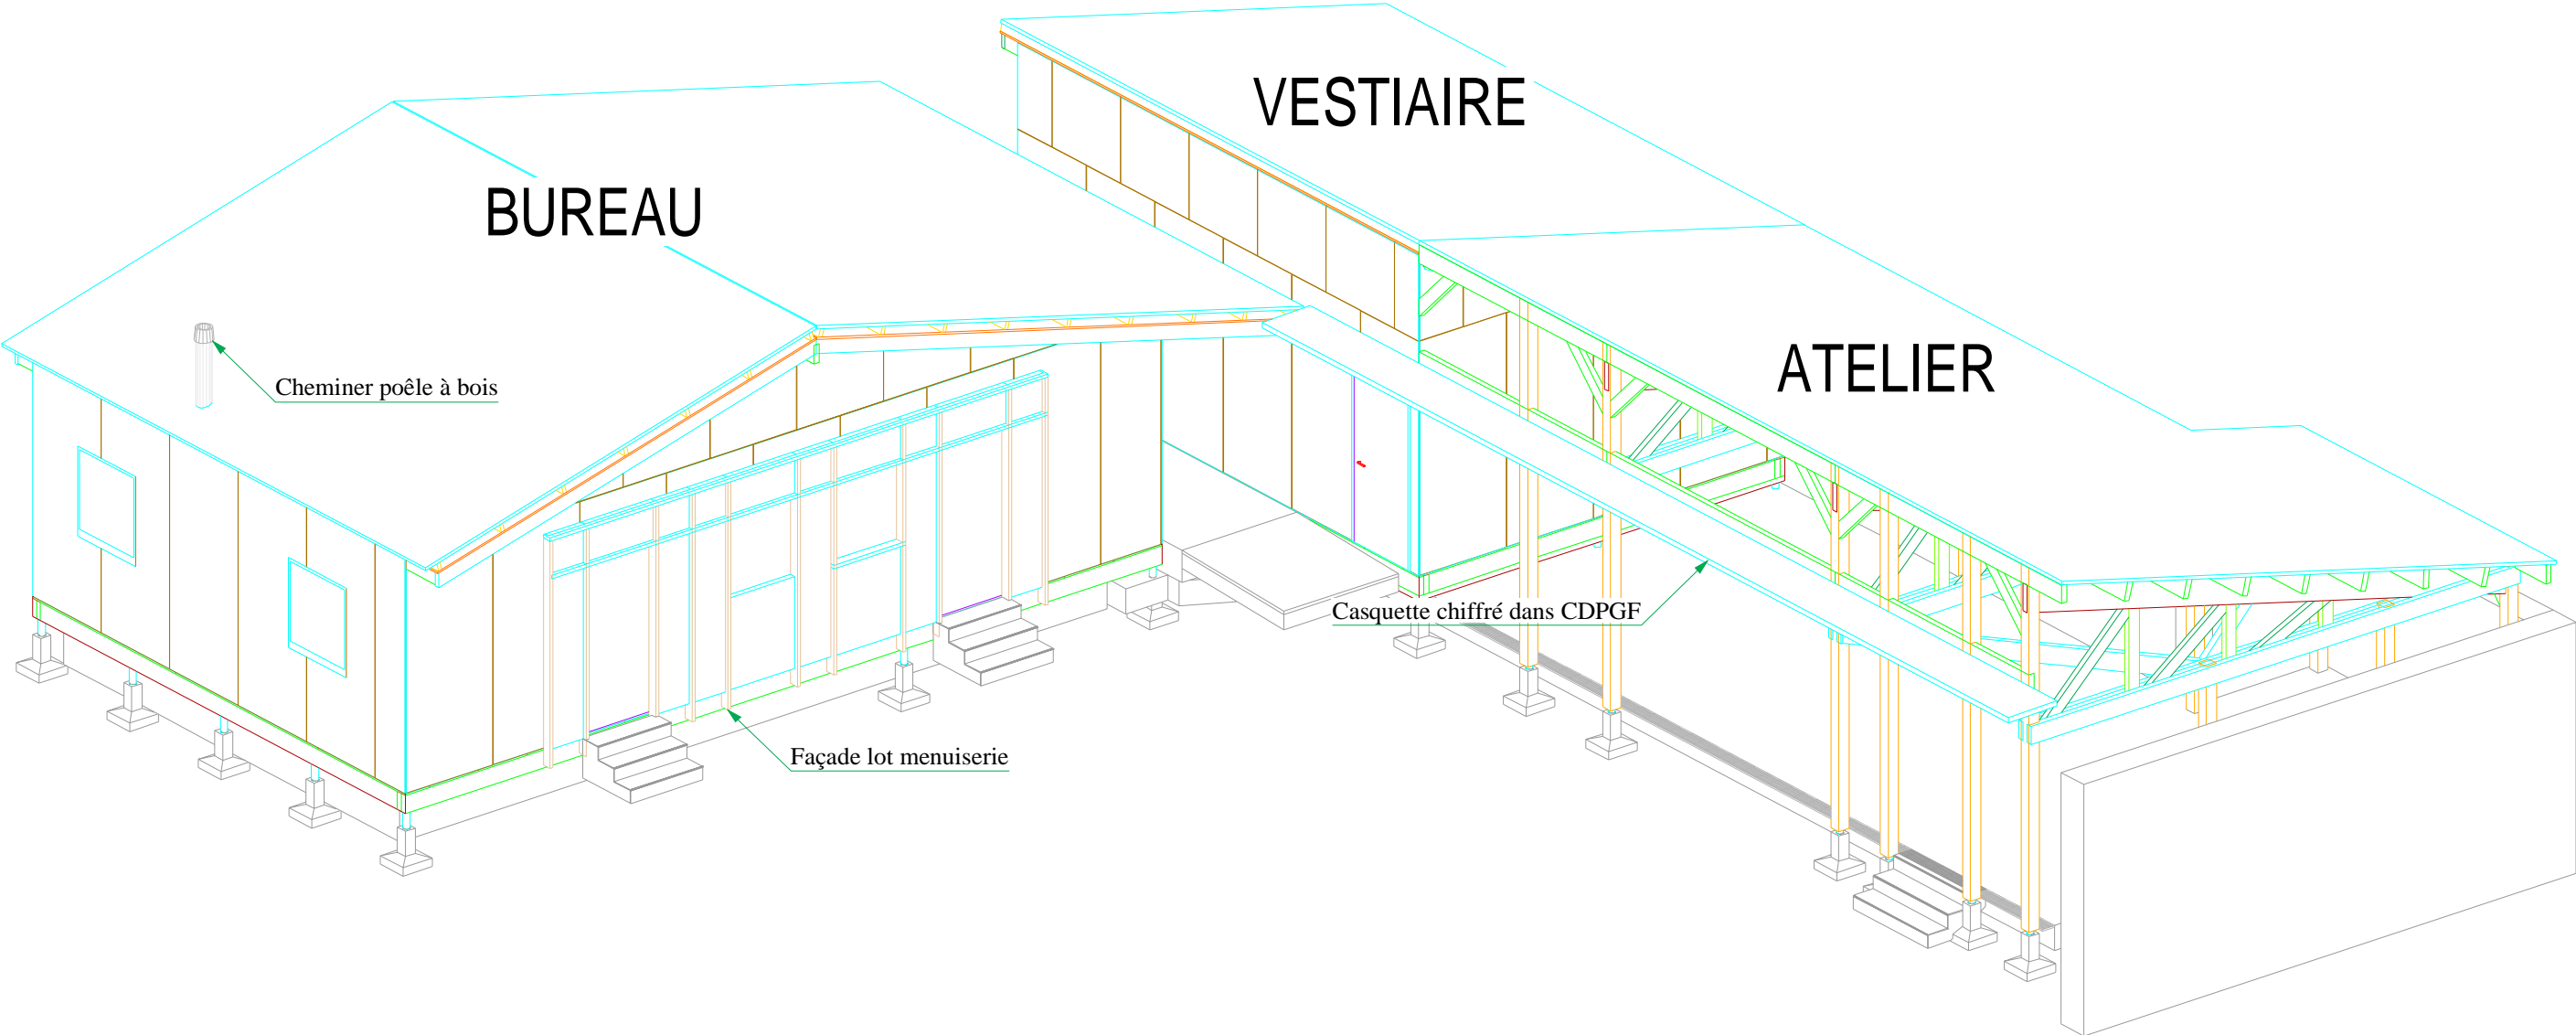 VESTIAIRE
BUREAU
ATELIER
Cheminer poêle à bois
Casquette chiffré dans CDPGF
Façade lot menuiserie